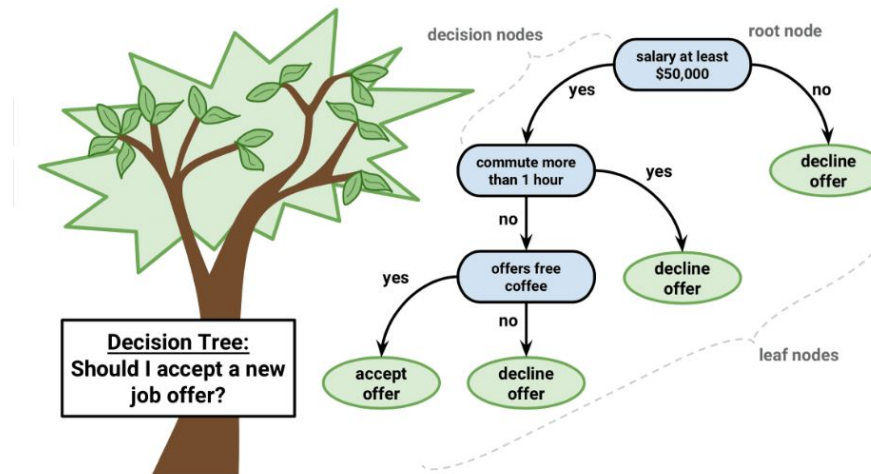 decision nodes
root node
salary at least
$50,000
yes
no
commute more
than 1 hour
decline
offer
yes
no
offers free
coffee
decline
offer
yes
no
Decision Tree:
Should I accept a new
job offer?
accept
offer
decline
offer
leaf nodes